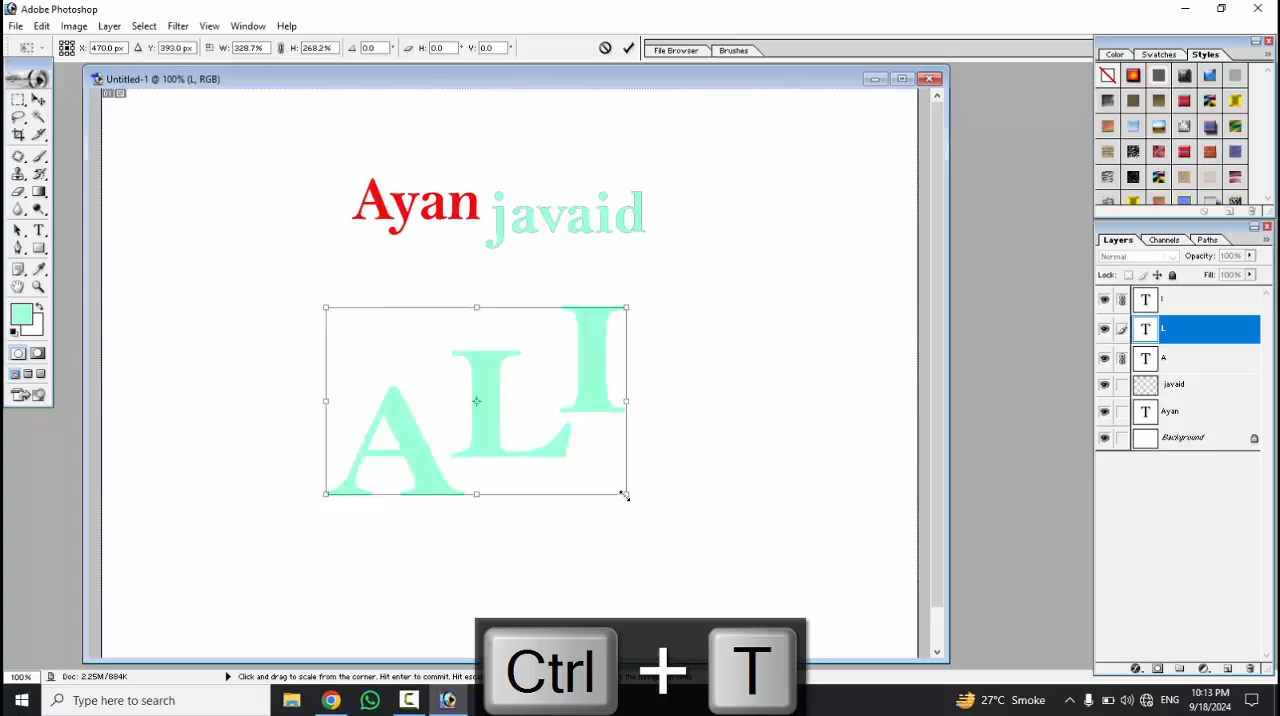 Adobe Photoshop
File Edit Image Layer Select Filter View Window Help
X: 470.0 px Y: 393.0 px W: 328.7% H: 268.2% 0.0 ° H: 0.0 ° V: 0.0 °
File Browser Brushes
Color Swatches Styles
Untitled-1 @ 100% (L, RGB)
Ayan javaid
A L I
Layers Channels Paths
Normal Opacity: 100%
Lock: Fill: 100%
T I
T L
T A
javaid
T Ayan
Background
Ctrl + T
100% Doc: 2.25M/884K Click and drag to scale from the corner. Hit enter to commit. Hit
Type here to search
27°C Smoke
ENG
10:13 PM
9/18/2024